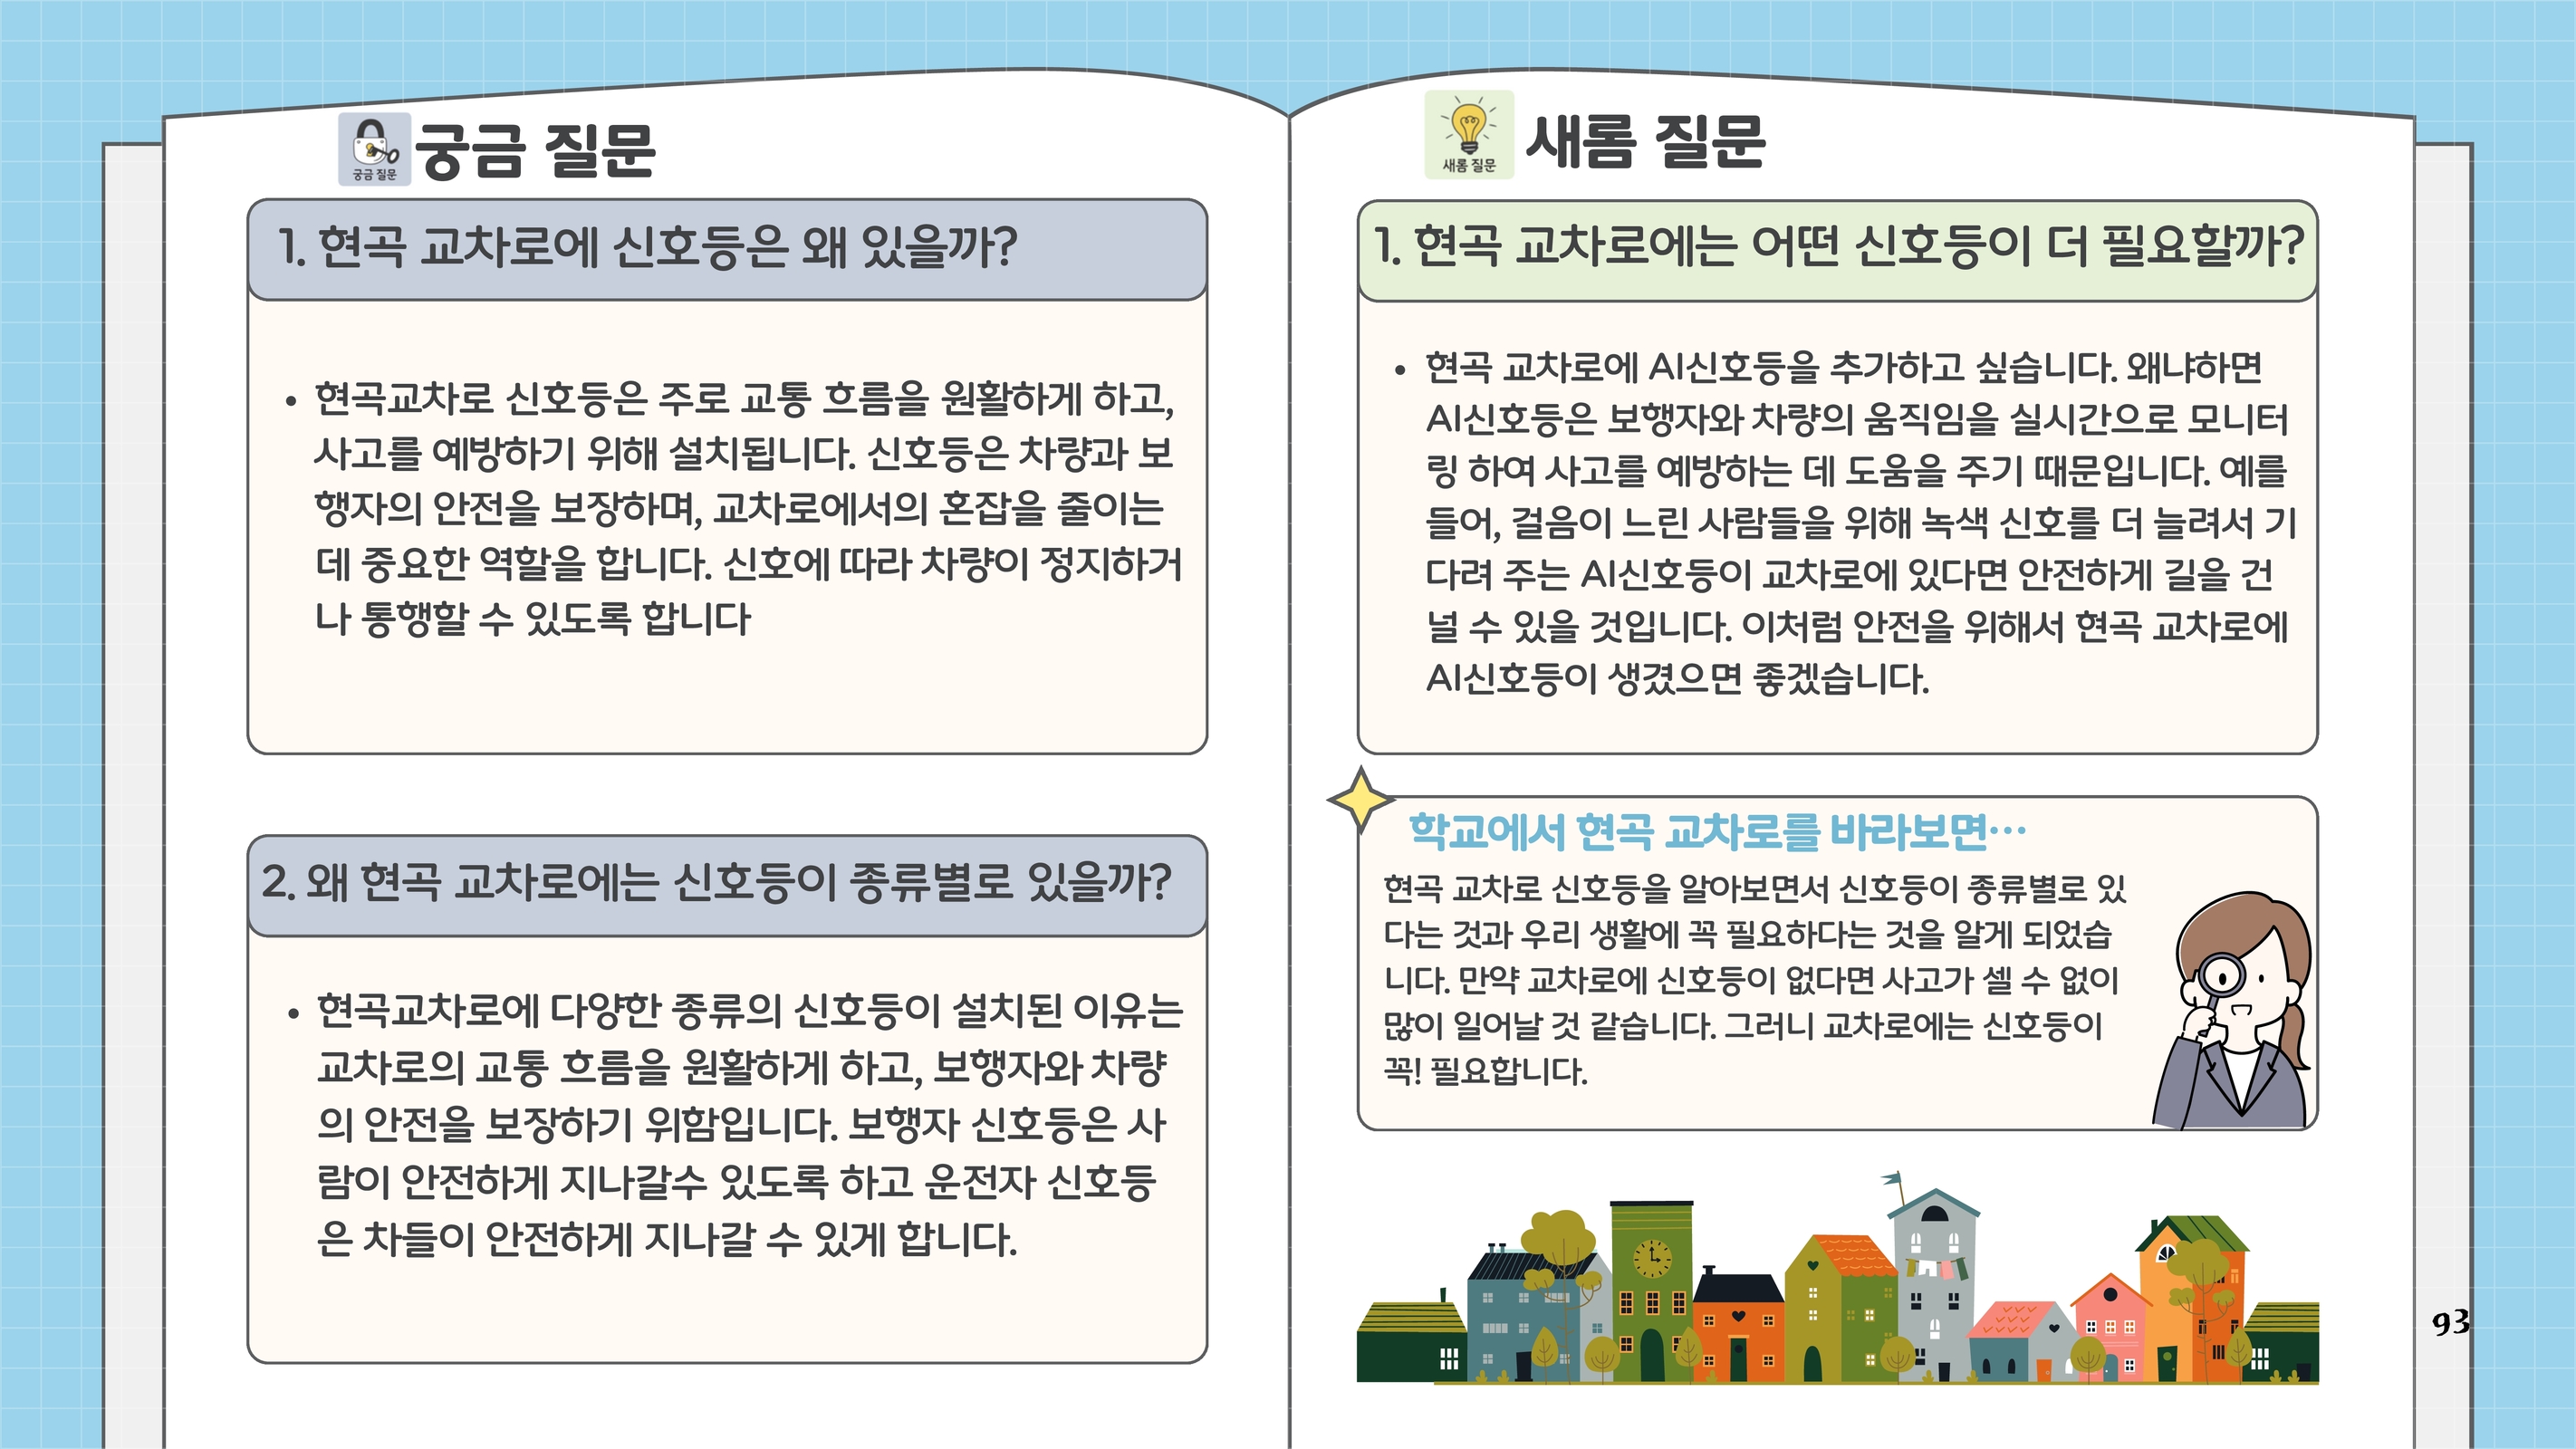 궁금 질문
궁금 질문
1. 현곡 교차로에 신호등은 왜 있을까?
• 현곡교차로 신호등은 주로 교통 흐름을 원활하게 하고,
사고를 예방하기 위해 설치됩니다. 신호등은 차량과 보
행자의 안전을 보장하며, 교차로에서의 혼잡을 줄이는
데 중요한 역할을 합니다. 신호에 따라 차량이 정지하거
나 통행할 수 있도록 합니다
2. 왜 현곡 교차로에는 신호등이 종류별로 있을까?
• 현곡교차로에 다양한 종류의 신호등이 설치된 이유는
교차로의 교통 흐름을 원활하게 하고, 보행자와 차량
의 안전을 보장하기 위함입니다. 보행자 신호등은 사
람이 안전하게 지나갈수 있도록 하고 운전자 신호등
은 차들이 안전하게 지나갈 수 있게 합니다.
새롬 질문
새롬 질문
1. 현곡 교차로에는 어떤 신호등이 더 필요할까?
• 현곡 교차로에 AI신호등을 추가하고 싶습니다. 왜냐하면
AI신호등은 보행자와 차량의 움직임을 실시간으로 모니터
링 하여 사고를 예방하는 데 도움을 주기 때문입니다. 예를
들어, 걸음이 느린 사람들을 위해 녹색 신호를 더 늘려서 기
다려 주는 AI신호등이 교차로에 있다면 안전하게 길을 건
널 수 있을 것입니다. 이처럼 안전을 위해서 현곡 교차로에
AI신호등이 생겼으면 좋겠습니다.
학교에서 현곡 교차로를 바라보면…
현곡 교차로 신호등을 알아보면서 신호등이 종류별로 있
다는 것과 우리 생활에 꼭 필요하다는 것을 알게 되었습
니다. 만약 교차로에 신호등이 없다면 사고가 셀 수 없이
많이 일어날 것 같습니다. 그러니 교차로에는 신호등이
꼭! 필요합니다.
93